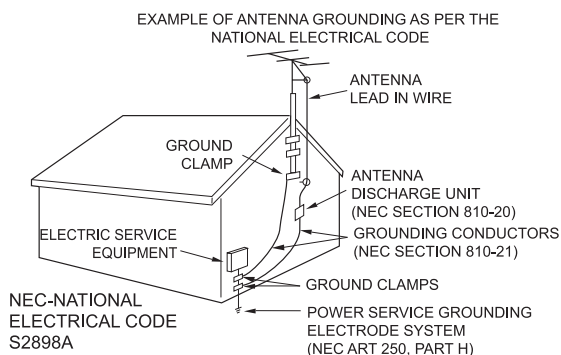 EXAMPLE OF ANTENNA GROUNDING AS PER THE
NATIONAL ELECTRICAL CODE
ANTENNA
LEAD IN WIRE
GROUND
CLAMP
ANTENNA
DISCHARGE UNIT
(NEC SECTION 810-20)
GROUNDING CONDUCTORS
(NEC SECTION 810-21)
ELECTRIC SERVICE
EQUIPMENT
GROUND CLAMPS
POWER SERVICE GROUNDING
ELECTRODE SYSTEM
(NEC ART 250, PART H)
NEC-NATIONAL
ELECTRICAL CODE
S2898A